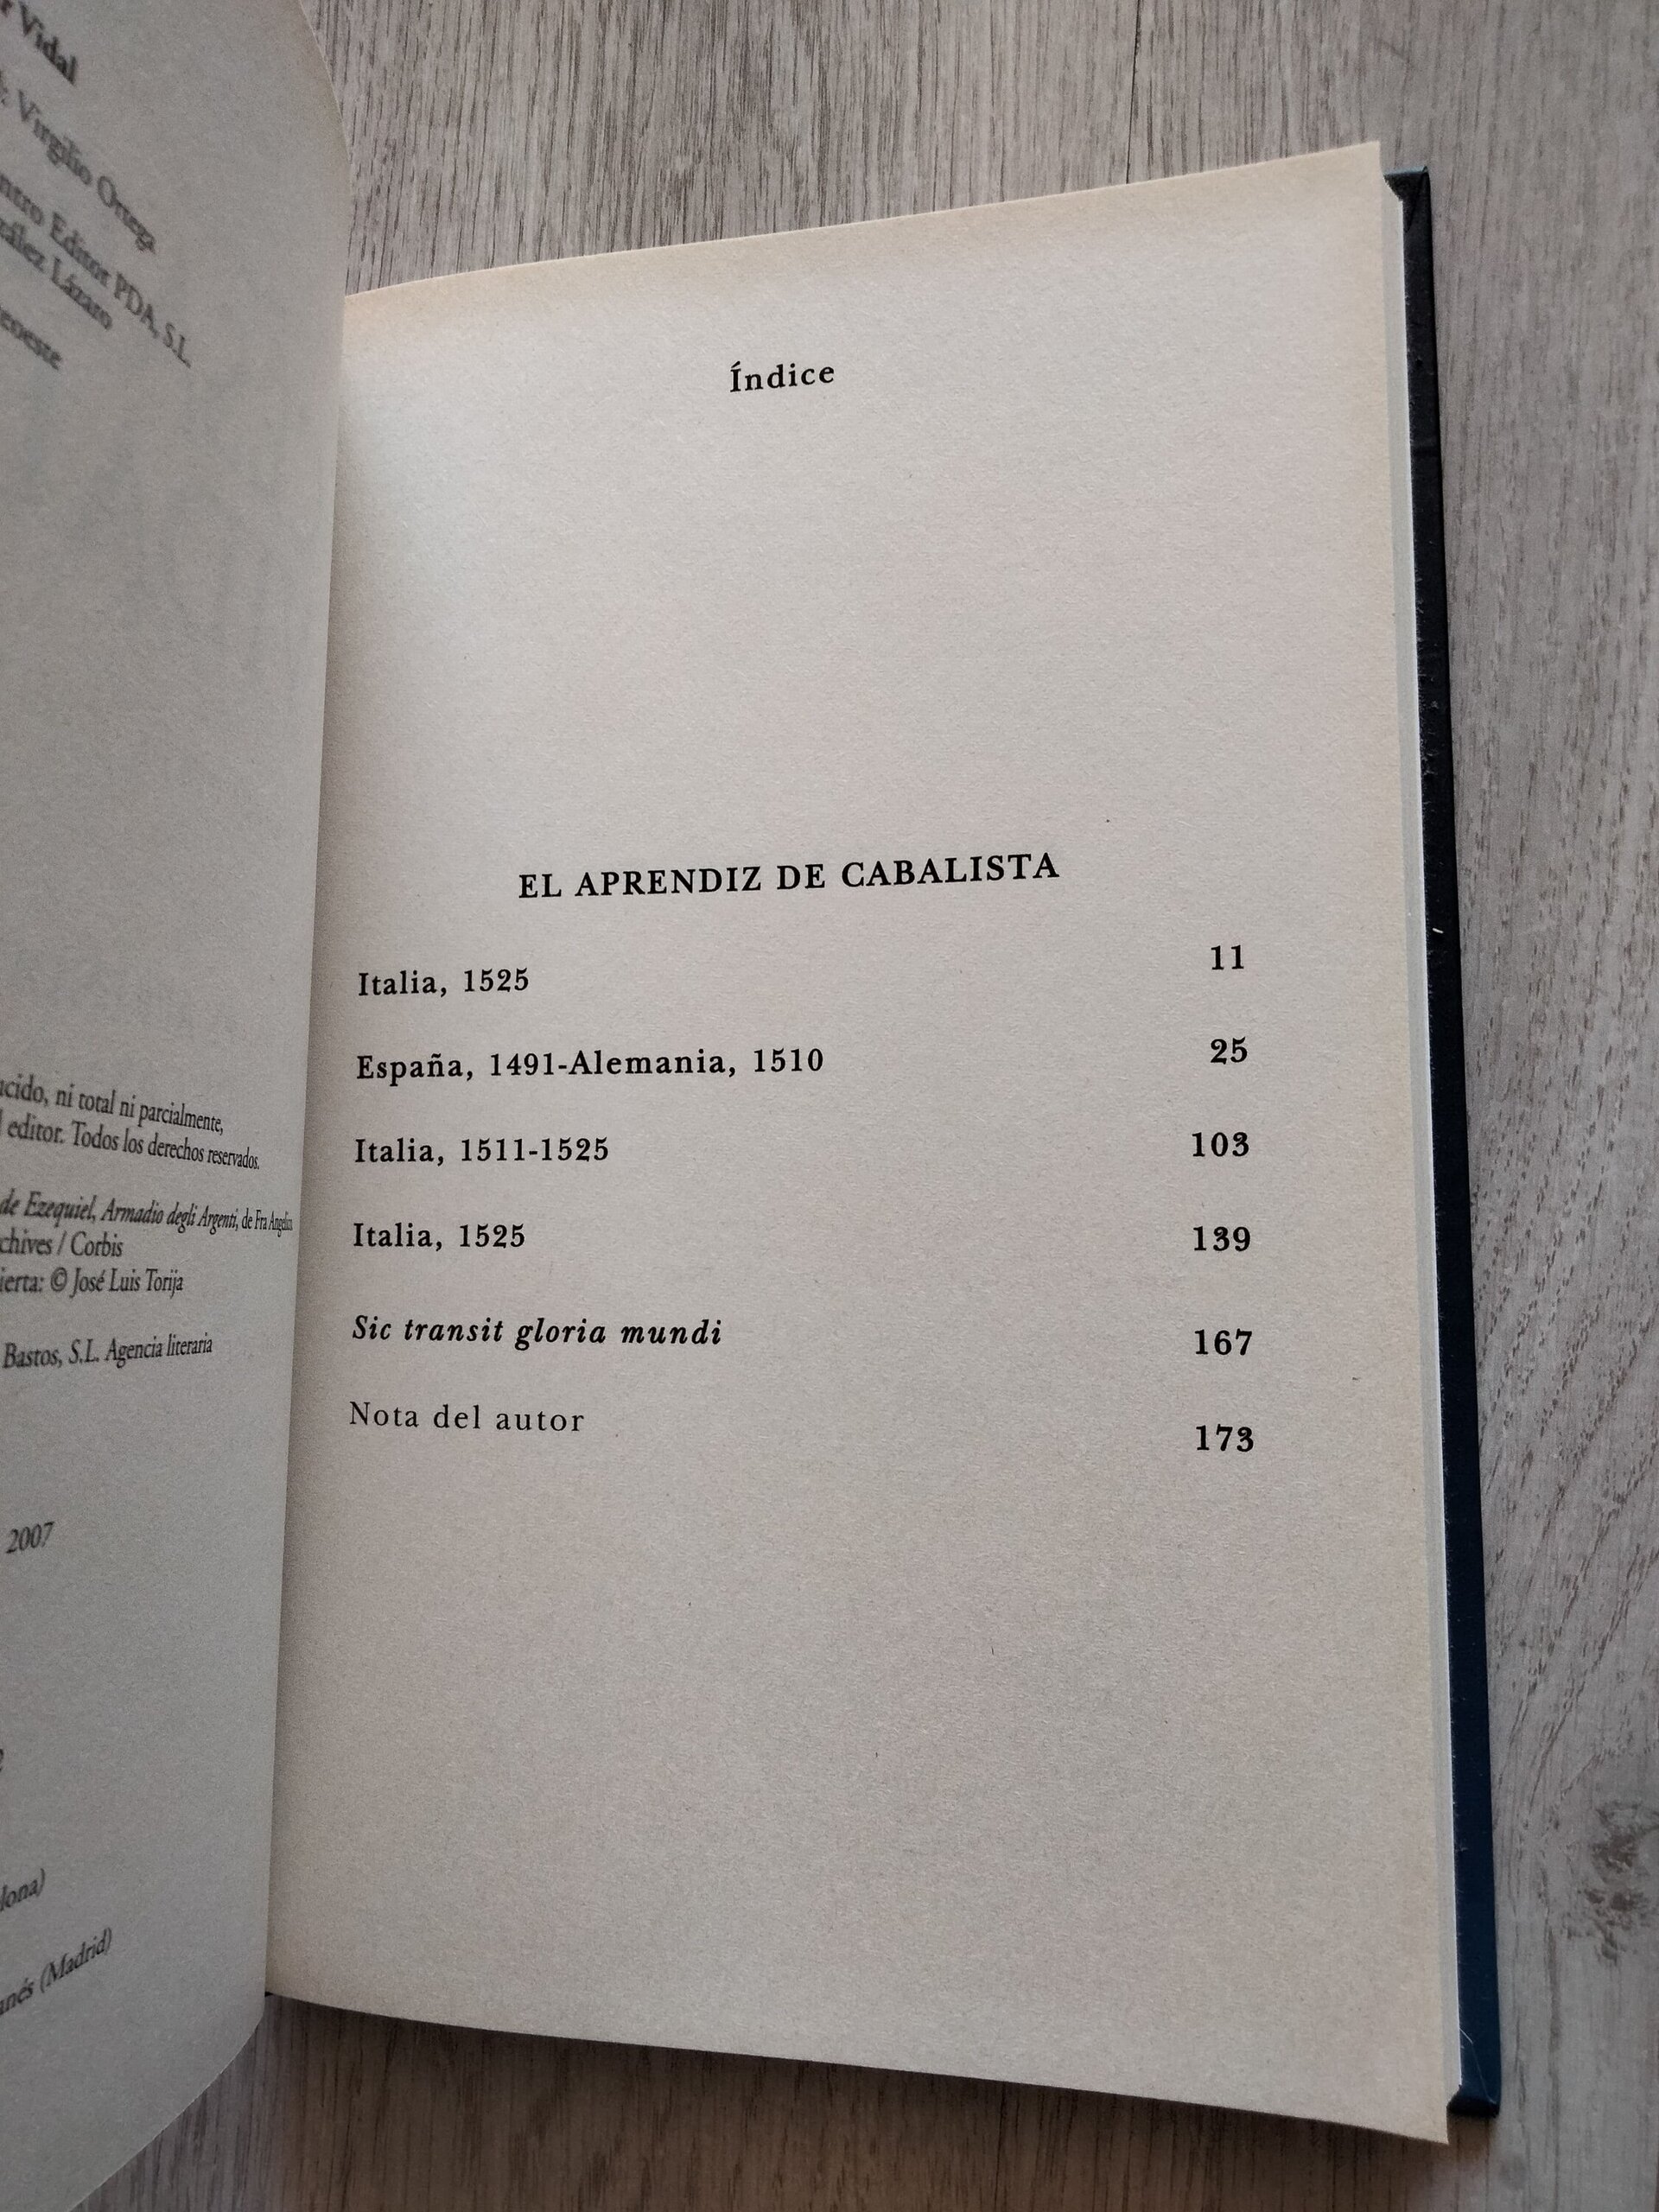 Vidal
Virgilio Ortega
Editor PDA, S.L.
Lázaro
ni total ni parcialmente,
editor. Todos los derechos reservados.
de Ezequiel, Armadio degli Argenti, de Fra Angelico
/ Corbis
© José Luis Torija
Bastos, S.L. Agencia literaria
2007
(Madrid)
Índice
EL APRENDIZ DE CABALISTA
Italia, 1525 11
España, 1491-Alemania, 1510 25
Italia, 1511-1525 103
Italia, 1525 139
Sic transit gloria mundi 167
Nota del autor 173